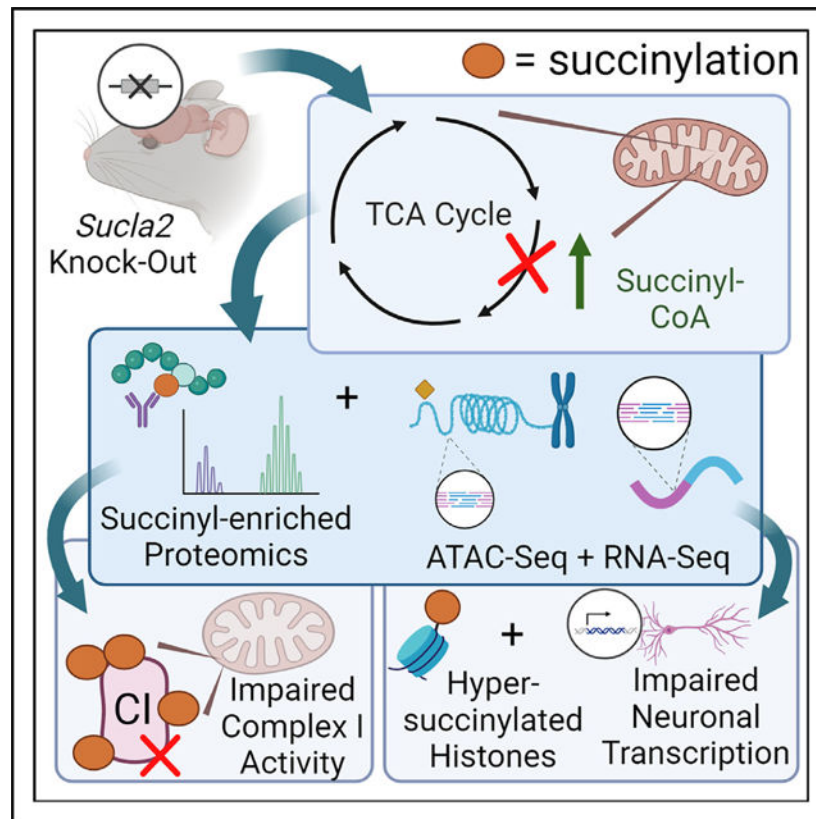 = succinylation
Sucla2
Knock-Out
TCA Cycle
Succinyl-
CoA
+
Succinyl-enriched
Proteomics
ATAC-Seq + RNA-Seq
CI
Impaired
Complex I
Activity
+
Hyper-
succinylated
Histones
Impaired
Neuronal
Transcription